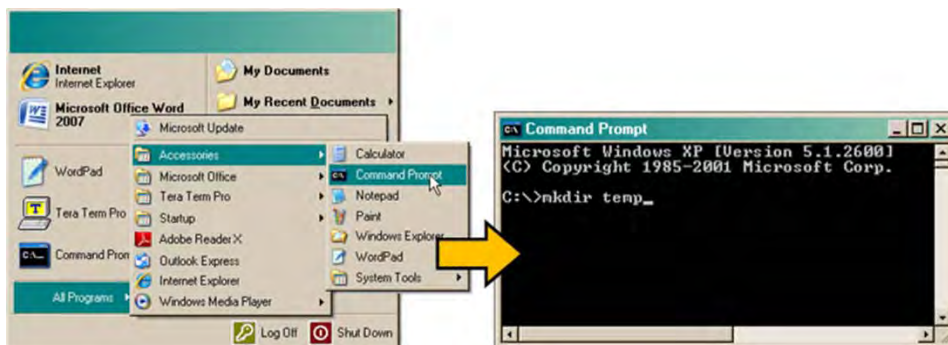 Internet
Internet Explorer
Microsoft Office Word
2007
WordPad
Tera Term Pro
Command Pron
All Programs
My Documents
My Recent Documents
Microsoft Update
Accessories
Microsoft Office
Tera Term Pro
Startup
Adobe Reader X
Outlook Express
Internet Explorer
Windows Media Player
Calculator
Command Prompt
Notepad
Paint
Windows Explorer
WordPad
System Tools
Log Off
Shut Down
Command Prompt
Microsoft Windows XP [Version 5.1.2600]
(C) Copyright 1985-2001 Microsoft Corp.
C:\>mkdir temp_